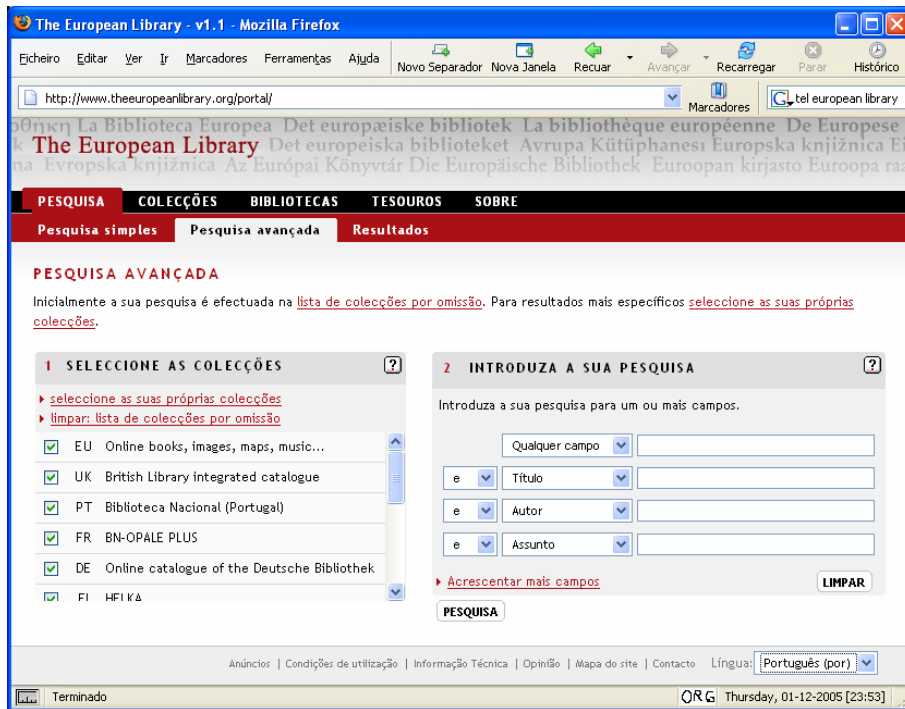 The European Library - v1.1 - Mozilla Firefox
Ficheiro Editar Ver Ir Marcadores Ferramentas Ajuda Novo Separador Nova Janela Recuar Avançar Recarregar Parar Histórico
http://www.theeuropeanlibrary.org/portal/ Marcadores tel european library
οθήκη La Biblioteca Europea Det europæiske bibliotek La bibliothèque européenne De Europese
k The European Library Det europeiska biblioteket Avrupa Kütüphanesi Europska knjižnica Ei
na Evropska knjižnica Az Európai Könyvtár Die Europäische Bibliothek Euroopan kirjasto Euroopa raa
PESQUISA COLECÇÕES BIBLIOTECAS TESOUROS SOBRE
Pesquisa simples Pesquisa avançada Resultados
PESQUISA AVANÇADA
Inicialmente a sua pesquisa é efectuada na lista de colecções por omissão. Para resultados mais específicos seleccione as suas próprias
colecções.
1 SELECCIONE AS COLECÇÕES ?
seleccione as suas próprias colecções
limpar: lista de colecções por omissão
EU Online books, images, maps, music...
UK British Library integrated catalogue
PT Biblioteca Nacional (Portugal)
FR BN-OPALE PLUS
DE Online catalogue of the Deutsche Bibliothek
FI HELKA
2 INTRODUZA A SUA PESQUISA ?
Introduza a sua pesquisa para um ou mais campos.
Qualquer campo
e Título
e Autor
e Assunto
Acrescentar mais campos LIMPAR
PESQUISA
Anúncios | Condições de utilização | Informação Técnica | Opinião | Mapa do site | Contacto Língua: Português (por)
Terminado ORG Thursday, 01-12-2005 [23:53]